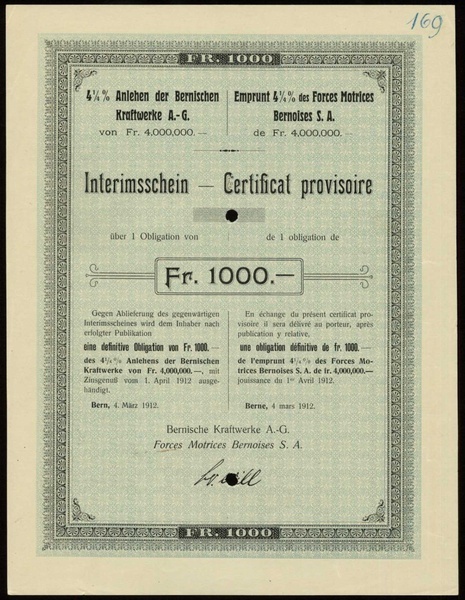 169
FR. 1000
4¼% Anlehen der Bernischen
Kraftwerke A.-G.
von Fr. 4,000,000. —
Emprunt 4¼% des Forces Motrices
Bernoises S. A.
de Fr. 4,000,000. —
Interimsschein — Certificat provisoire
über 1 Obligation von
de 1 obligation de
Fr. 1000.—
Gegen Ablieferung des gegenwärtigen
Interimsscheines wird dem Inhaber nach
erfolgter Publikation
eine definitive Obligation von Fr. 1000. —
des 4¼% Anlehens der Bernischen
Kraftwerke von Fr. 4,000,000. —, mit
Zinsgenuß vom 1. April 1912 ausge-
händigt.
Bern, 4. März 1912.
En échange du présent certificat pro-
visoire il sera délivré au porteur, après
publication y relative,
une obligation définitive de fr. 1000. —
de l'emprunt 4¼% des Forces Mo-
trices Bernoises S. A. de fr. 4,000,000.—
jouissance du 1er Avril 1912.
Berne, 4 mars 1912.
Bernische Kraftwerke A.-G.
Forces Motrices Bernoises S. A.
FR. 1000